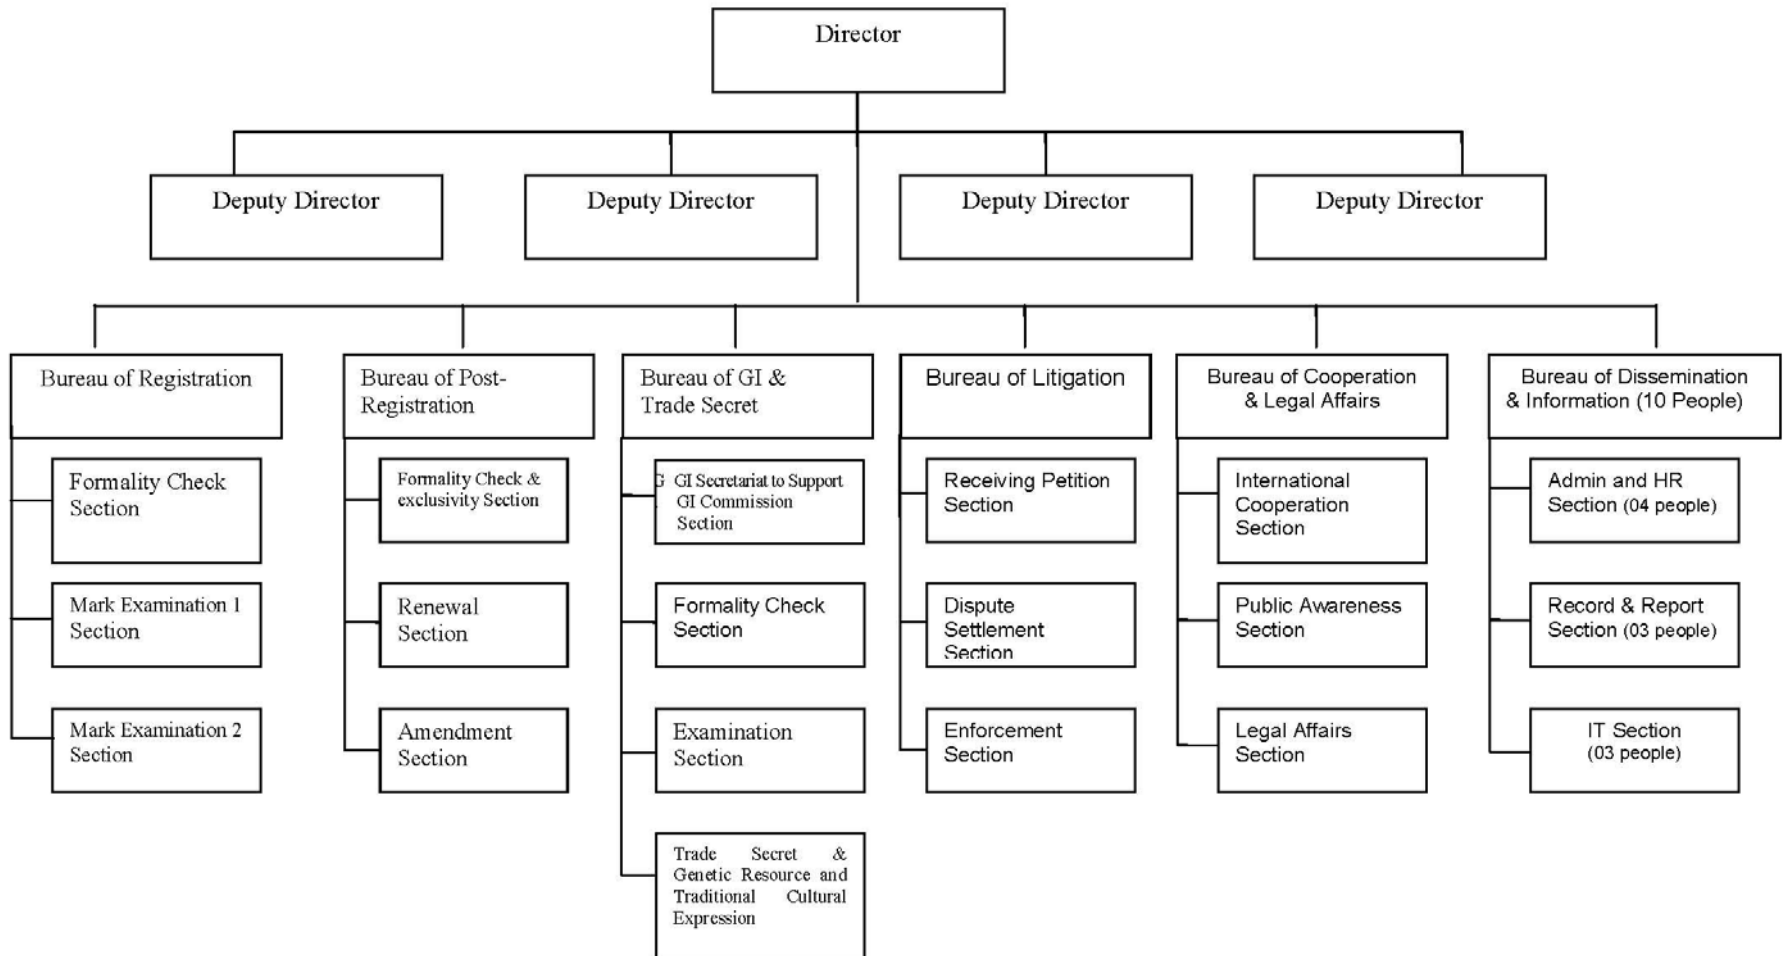 Director
Deputy Director
Deputy Director
Deputy Director
Deputy Director
Bureau of Registration
Formality Check
Section
Mark Examination 1
Section
Mark Examination 2
Section
Bureau of Post-
Registration
Formality Check &
exclusivity Section
Renewal
Section
Amendment
Section
Bureau of GI &
Trade Secret
G GI Secretariat to Support
GI Commission
Section
Formality Check
Section
Examination
Section
Trade Secret &
Genetic Resource and
Traditional Cultural
Expression
Bureau of Litigation
Receiving Petition
Section
Dispute
Settlement
Section
Enforcement
Section
Bureau of Cooperation
& Legal Affairs
International
Cooperation
Section
Public Awareness
Section
Legal Affairs
Section
Bureau of Dissemination
& Information (10 People)
Admin and HR
Section (04 people)
Record & Report
Section (03 people)
IT Section
(03 people)